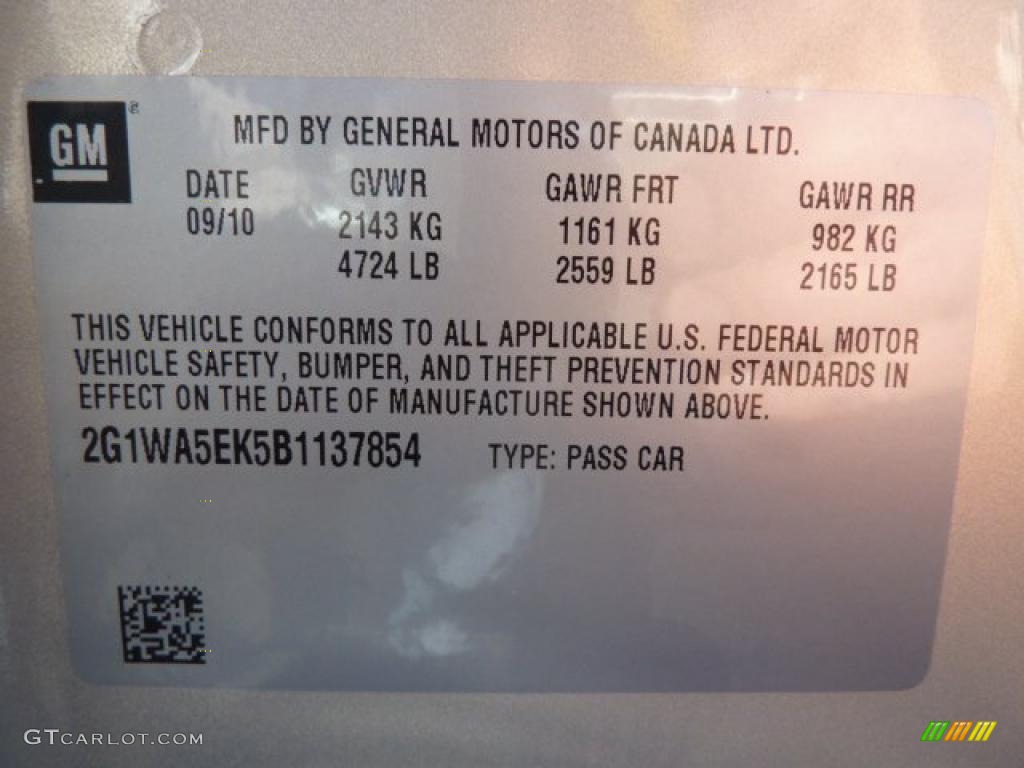 GM ®
MFD BY GENERAL MOTORS OF CANADA LTD.
DATE GVWR GAWR FRT GAWR RR
09/10 2143 KG 1161 KG 982 KG
4724 LB 2559 LB 2165 LB
THIS VEHICLE CONFORMS TO ALL APPLICABLE U.S. FEDERAL MOTOR
VEHICLE SAFETY, BUMPER, AND THEFT PREVENTION STANDARDS IN
EFFECT ON THE DATE OF MANUFACTURE SHOWN ABOVE.
2G1WA5EK5B1137854 TYPE: PASS CAR
GTCARLOT.COM